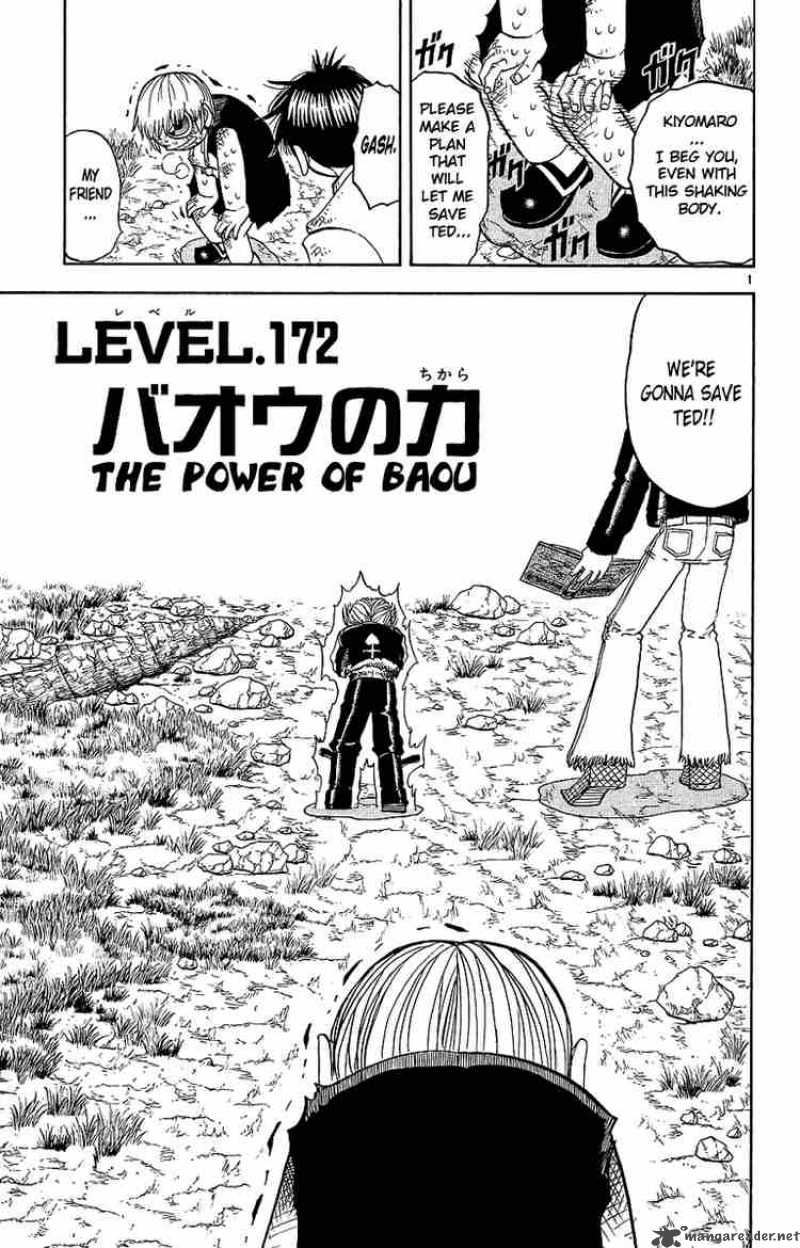 KIYOMARO
...
I BEG YOU,
EVEN WITH
THIS SHAKING
BODY.
ガク
ガク
PLEASE
MAKE A
PLAN
THAT
WILL
LET ME
SAVE
TED...
ガク
ガク
GASH.
MY
FRIEND
...
1
WE'RE
GONNA SAVE
TED!!
レベル
LEVEL.172
ちから
バオウの力
THE POWER OF BAOU
mangareader.net